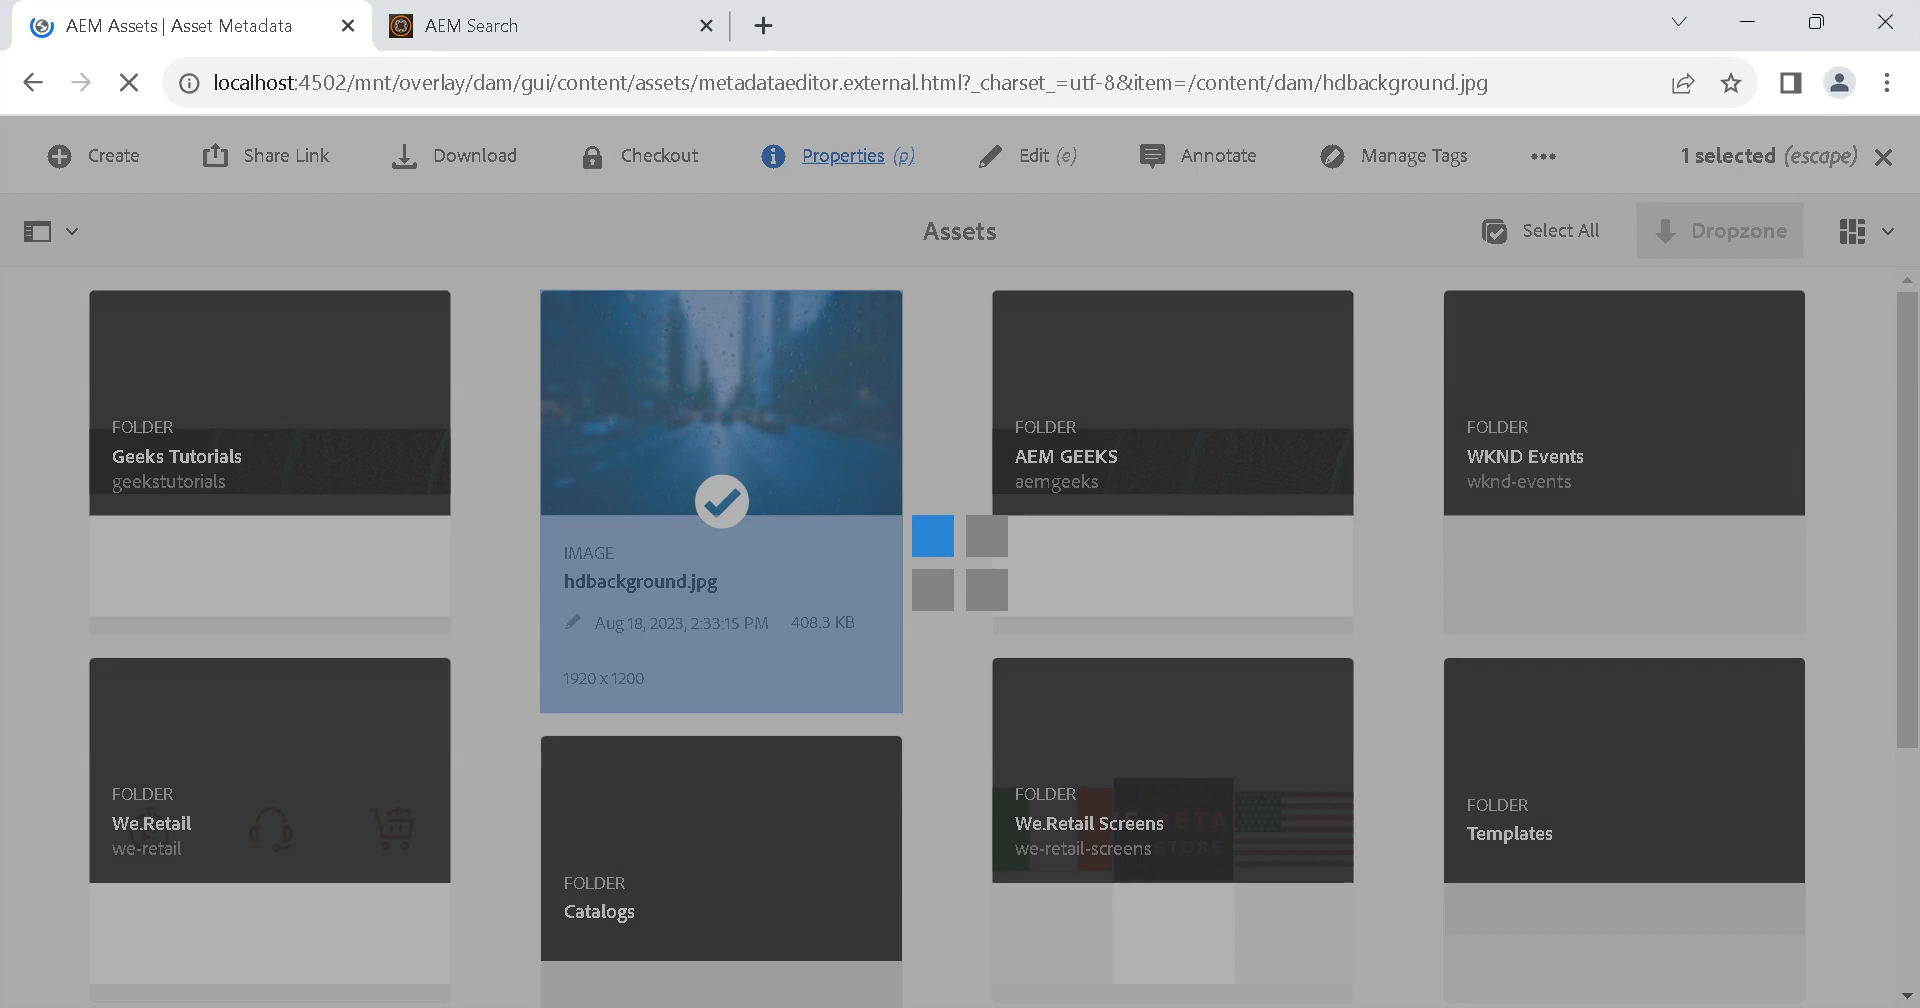 AEM Assets | Asset Metadata
AEM Search
localhost:4502/mnt/overlay/dam/gui/content/assets/metadataeditor.external.html?_charset_=utf-8&item=/content/dam/hdbackground.jpg
Create Share Link Download Checkout Properties (p) Edit (e) Annotate Manage Tags ••• 1 selected (escape)
Assets Select All Dropzone
FOLDER
Geeks Tutorials
geekstutorials
IMAGE
hdbackground.jpg
Aug 18, 2023, 2:33:15 PM 408.3 KB
1920 x 1200
FOLDER
AEM GEEKS
aemgeeks
FOLDER
WKND Events
wknd-events
FOLDER
We.Retail
we-retail
FOLDER
Catalogs
FOLDER
We.Retail Screens
we-retail-screens
STORE
FOLDER
Templates